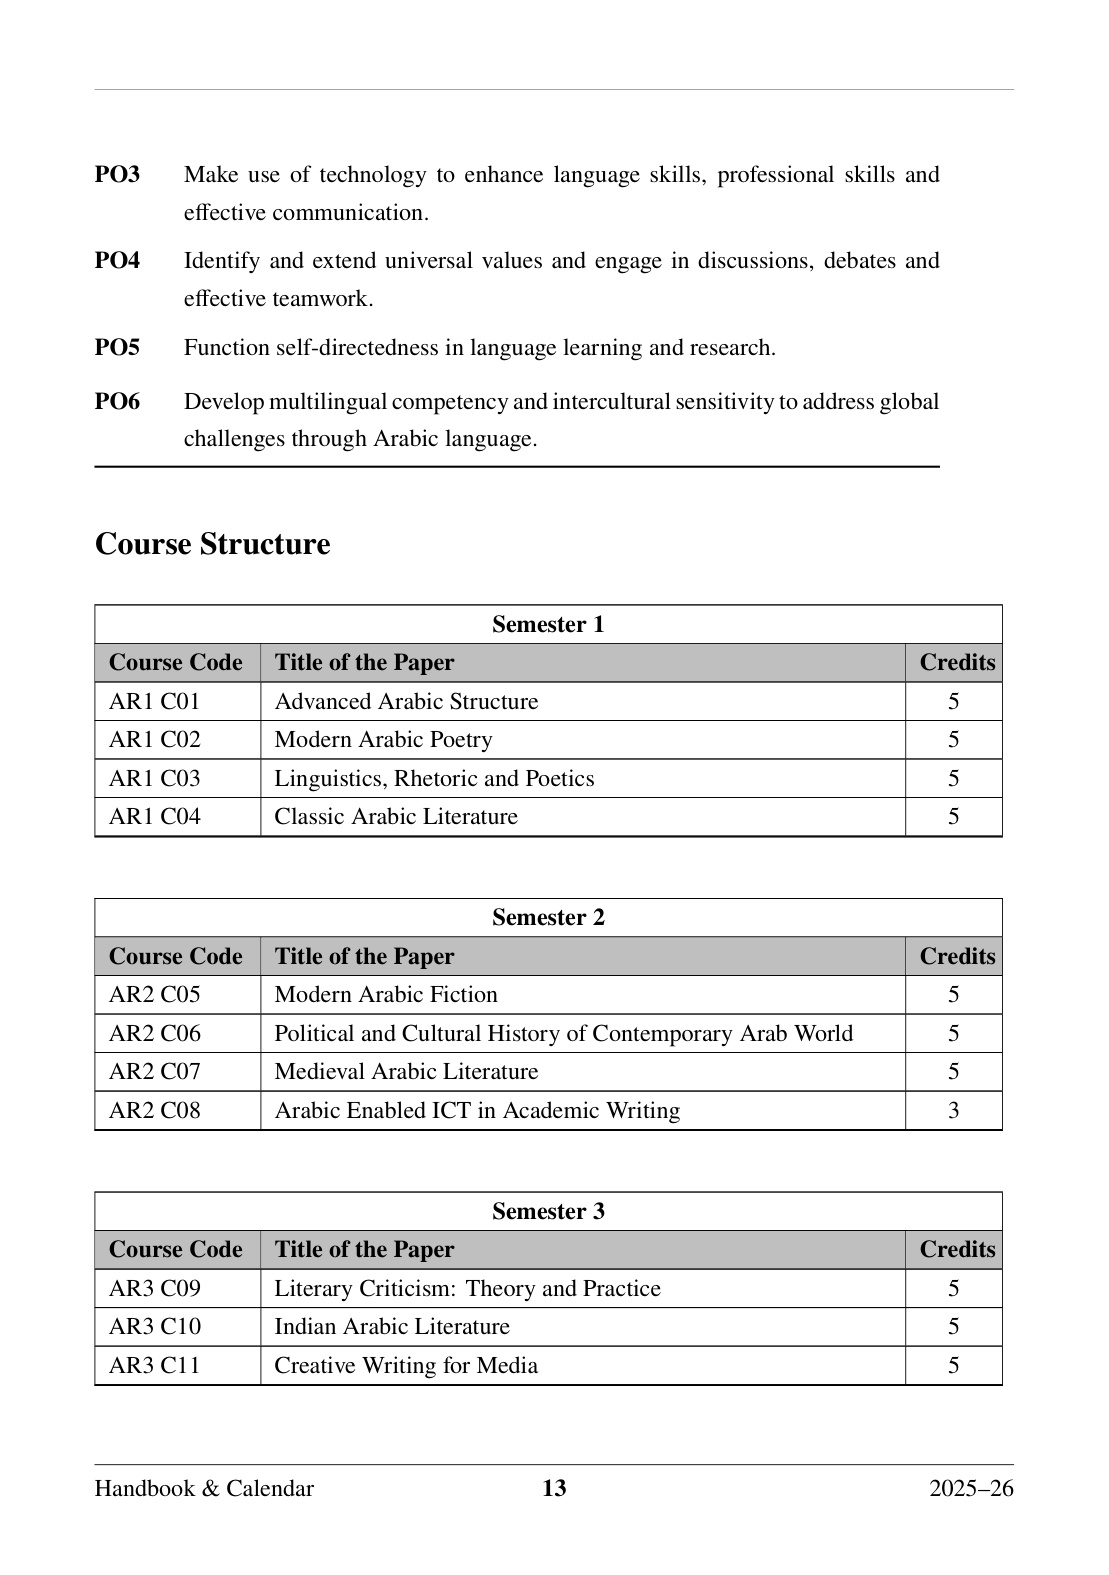 PO3 Make use of technology to enhance language skills, professional skills and
effective communication.
PO4 Identify and extend universal values and engage in discussions, debates and
effective teamwork.
PO5 Function self-directedness in language learning and research.
PO6 Develop multilingual competency and intercultural sensitivity to address global
challenges through Arabic language.
Course Structure
Semester 1
Course Code Title of the Paper Credits
AR1 C01 Advanced Arabic Structure 5
AR1 C02 Modern Arabic Poetry 5
AR1 C03 Linguistics, Rhetoric and Poetics 5
AR1 C04 Classic Arabic Literature 5
Semester 2
Course Code Title of the Paper Credits
AR2 C05 Modern Arabic Fiction 5
AR2 C06 Political and Cultural History of Contemporary Arab World 5
AR2 C07 Medieval Arabic Literature 5
AR2 C08 Arabic Enabled ICT in Academic Writing 3
Semester 3
Course Code Title of the Paper Credits
AR3 C09 Literary Criticism: Theory and Practice 5
AR3 C10 Indian Arabic Literature 5
AR3 C11 Creative Writing for Media 5
Handbook & Calendar 13 2025–26